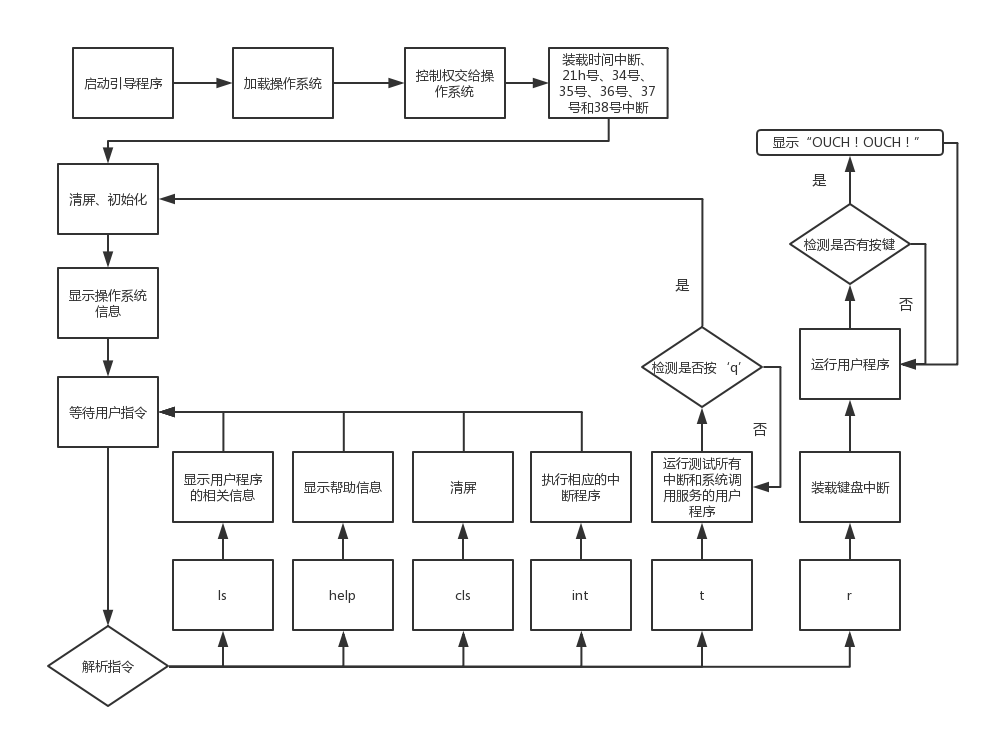 启动引导程序
加载操作系统
控制权交给操
作系统
装载时间中断、
21h号、34号、
35号、36号、37
号和38号中断
显示“OUCH！OUCH！”
是
清屏、初始化
检测是否有按键
是
显示操作系统
信息
否
检测是否按‘q’
运行用户程序
等待用户指令
否
显示用户程序
的相关信息
显示帮助信息
清屏
执行相应的中
断程序
运行测试所有
中断和系统调
用服务的用户
程序
装载键盘中断
ls
help
cls
int
t
r
解析指令